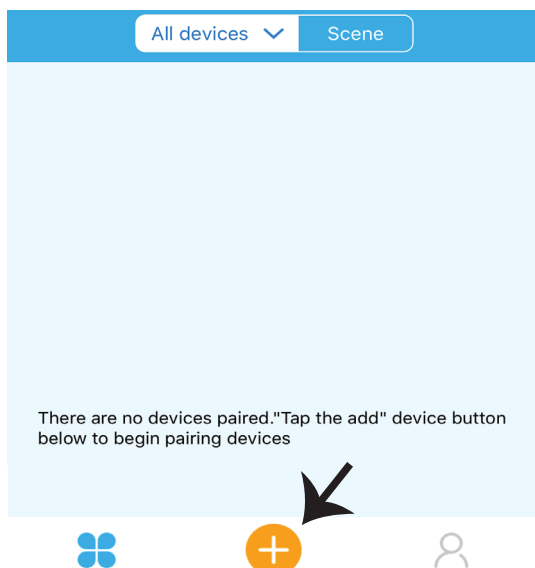 All devices Scene
There are no devices paired."Tap the add" device button
below to begin pairing devices